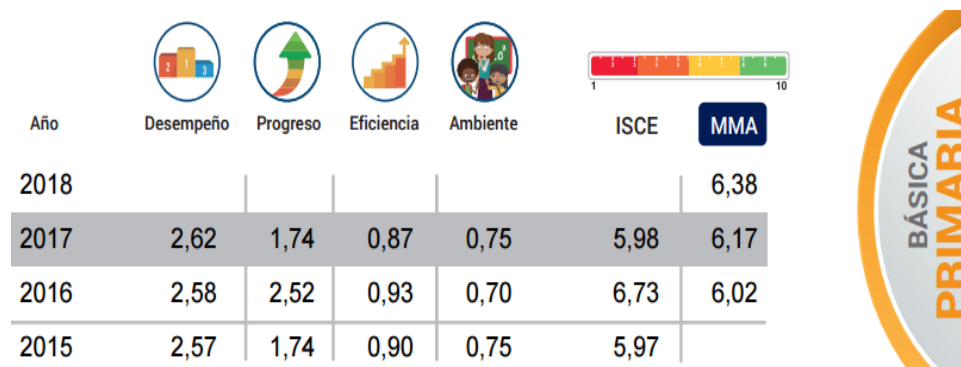 1 10
Año Desempeño Progreso Eficiencia Ambiente ISCE MMA
2018 6,38
2017 2,62 1,74 0,87 0,75 5,98 6,17
2016 2,58 2,52 0,93 0,70 6,73 6,02
2015 2,57 1,74 0,90 0,75 5,97
BÁSICA
PRIMARIA